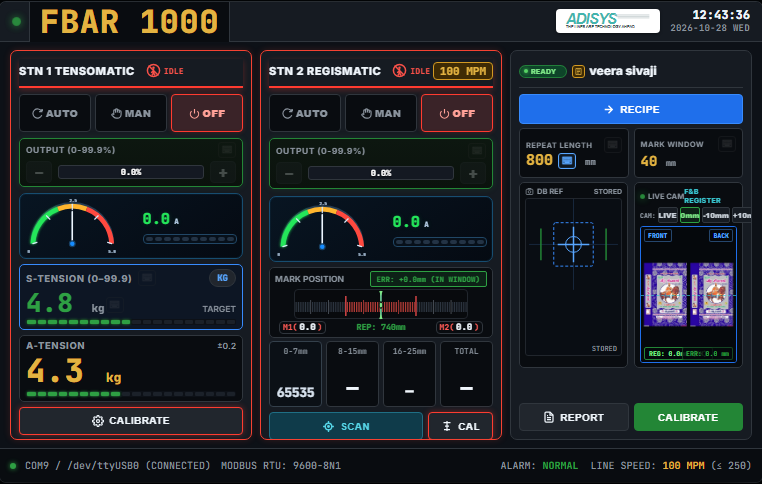 FBAR 1000
ADISYS
12:43:36
2026-10-28 WED
STN 1 TENSOMATIC
IDLE
AUTO
MAN
OFF
OUTPUT (0-99.9%)
−
0.0%
+
2.5
0
5.0
0.0 A
S-TENSION (0-99.9)
KG
4.8 kg
TARGET
A-TENSION
±0.2
4.3 kg
CALIBRATE
STN 2 REGISMATIC
IDLE
100 MPM
AUTO
MAN
OFF
OUTPUT (0-99.9%)
−
0.0%
+
2.5
0
5.0
0.0 A
MARK POSITION
ERR: +0.0mm (IN WINDOW)
M1(0.0)
REP: 740mm
M2(0.0)
0-7mm
65535
8-15mm
—
16-25mm
–
TOTAL
—
SCAN
CAL
READY
veera sivaji
→ RECIPE
REPEAT LENGTH
800 mm
MARK WINDOW
40 mm
DB REF
STORED
STORED
LIVE CAM
F&B REGISTER
CAM:
LIVE
0mm
-10mm
+10m
FRONT
BACK
REG: 0.0
ERR: 0.0 mm
REPORT
CALIBRATE
COM9 / /dev/ttyUSB0 (CONNECTED) MODBUS RTU: 9600-8N1
ALARM: NORMAL LINE SPEED: 100 MPM (≤ 250)